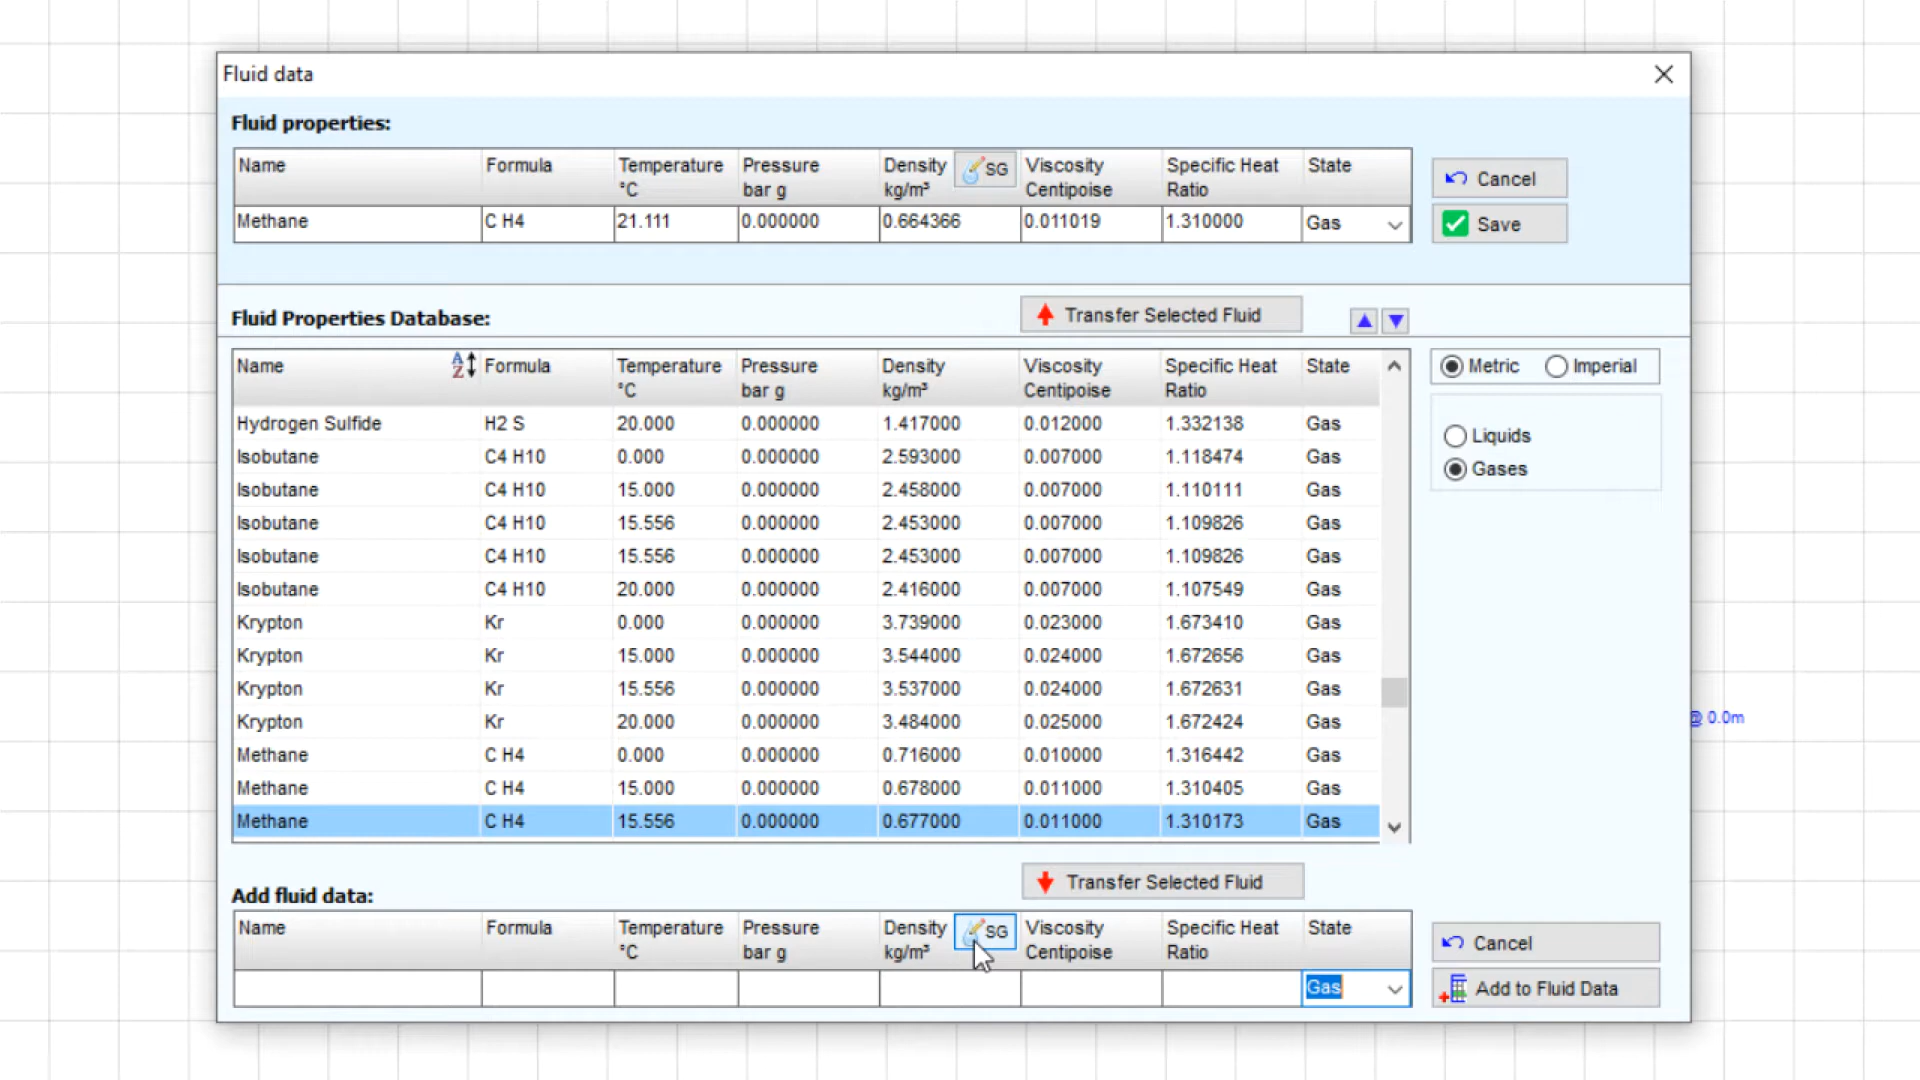 Fluid data
Fluid properties:
Name Formula Temperature °C Pressure bar g Density kg/m³ SG Viscosity Centipoise Specific Heat Ratio State
Methane C H4 21.111 0.000000 0.664366 0.011019 1.310000 Gas
Cancel
Save
Fluid Properties Database:
Transfer Selected Fluid
Name Formula Temperature °C Pressure bar g Density kg/m³ Viscosity Centipoise Specific Heat Ratio State
Hydrogen Sulfide H2 S 20.000 0.000000 1.417000 0.012000 1.332138 Gas
Isobutane C4 H10 0.000 0.000000 2.593000 0.007000 1.118474 Gas
Isobutane C4 H10 15.000 0.000000 2.458000 0.007000 1.110111 Gas
Isobutane C4 H10 15.556 0.000000 2.453000 0.007000 1.109826 Gas
Isobutane C4 H10 15.556 0.000000 2.453000 0.007000 1.109826 Gas
Isobutane C4 H10 20.000 0.000000 2.416000 0.007000 1.107549 Gas
Krypton Kr 0.000 0.000000 3.739000 0.023000 1.673410 Gas
Krypton Kr 15.000 0.000000 3.544000 0.024000 1.672656 Gas
Krypton Kr 15.556 0.000000 3.537000 0.024000 1.672631 Gas
Krypton Kr 20.000 0.000000 3.484000 0.025000 1.672424 Gas
Methane C H4 0.000 0.000000 0.716000 0.010000 1.316442 Gas
Methane C H4 15.000 0.000000 0.678000 0.011000 1.310405 Gas
Methane C H4 15.556 0.000000 0.677000 0.011000 1.310173 Gas
Metric Imperial
Liquids
Gases
@ 0.0m
Transfer Selected Fluid
Add fluid data:
Name Formula Temperature °C Pressure bar g Density kg/m³ SG Viscosity Centipoise Specific Heat Ratio State
Gas
Cancel
Add to Fluid Data